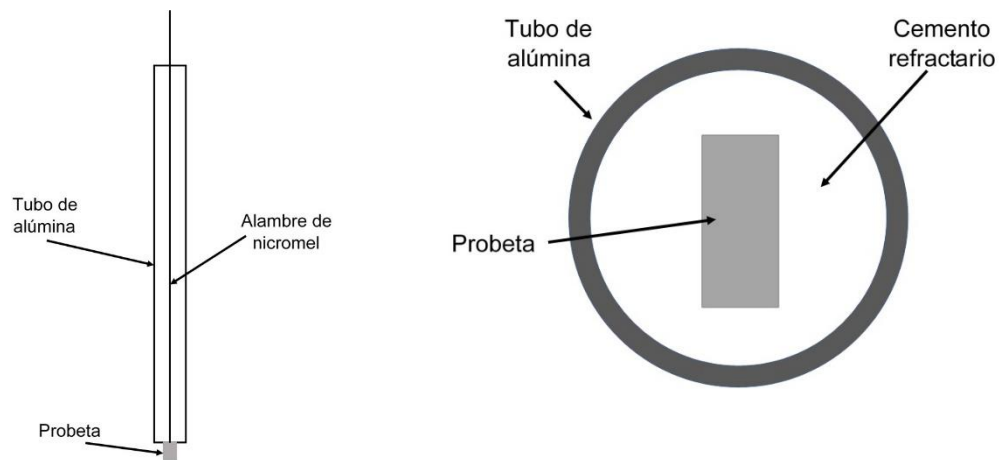 Tubo de
alúmina
Alambre de
nicromel
Probeta
Tubo de
alúmina
Cemento
refractario
Probeta